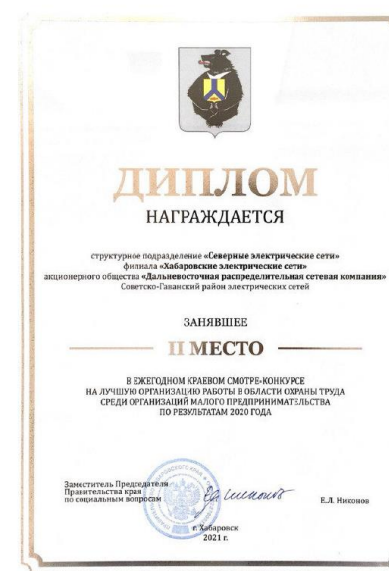 ДИПЛОМ
НАГРАЖДАЕТСЯ
структурное подразделение «Северные электрические сети»
филиала «Хабаровские электрические сети»
акционерного общества «Дальневосточная распределительная сетевая компания»
Советско-Гаванский район электрических сетей
ЗАНЯВШЕЕ
II МЕСТО
В ЕЖЕГОДНОМ КРАЕВОМ СМОТРЕ-КОНКУРСЕ
НА ЛУЧШУЮ ОРГАНИЗАЦИЮ РАБОТЫ В ОБЛАСТИ ОХРАНЫ ТРУДА
СРЕДИ ОРГАНИЗАЦИЙ МАЛОГО ПРЕДПРИНИМАТЕЛЬСТВА
ПО РЕЗУЛЬТАТАМ 2020 ГОДА
Заместитель Председателя
Правительства края
по социальным вопросам
Е.Л. Никонов
г. Хабаровск
2021 г.